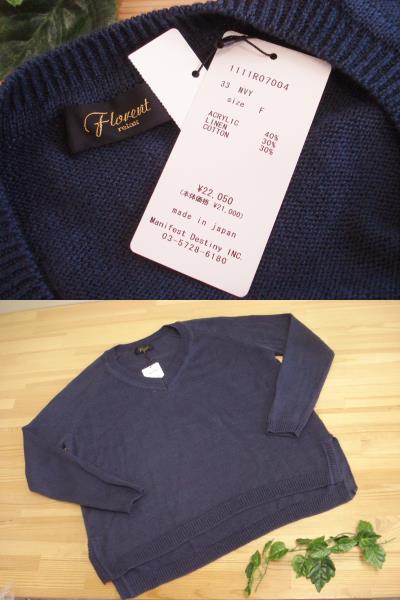 Florent
relax
1111R07004
33 NVY
size F
ACRYLIC 40%
LINEN 30%
COTTON 30%
¥22,050
(本体価格 ¥21,000)
made in japan
Manifest Destiny INC.
03-5728-6180